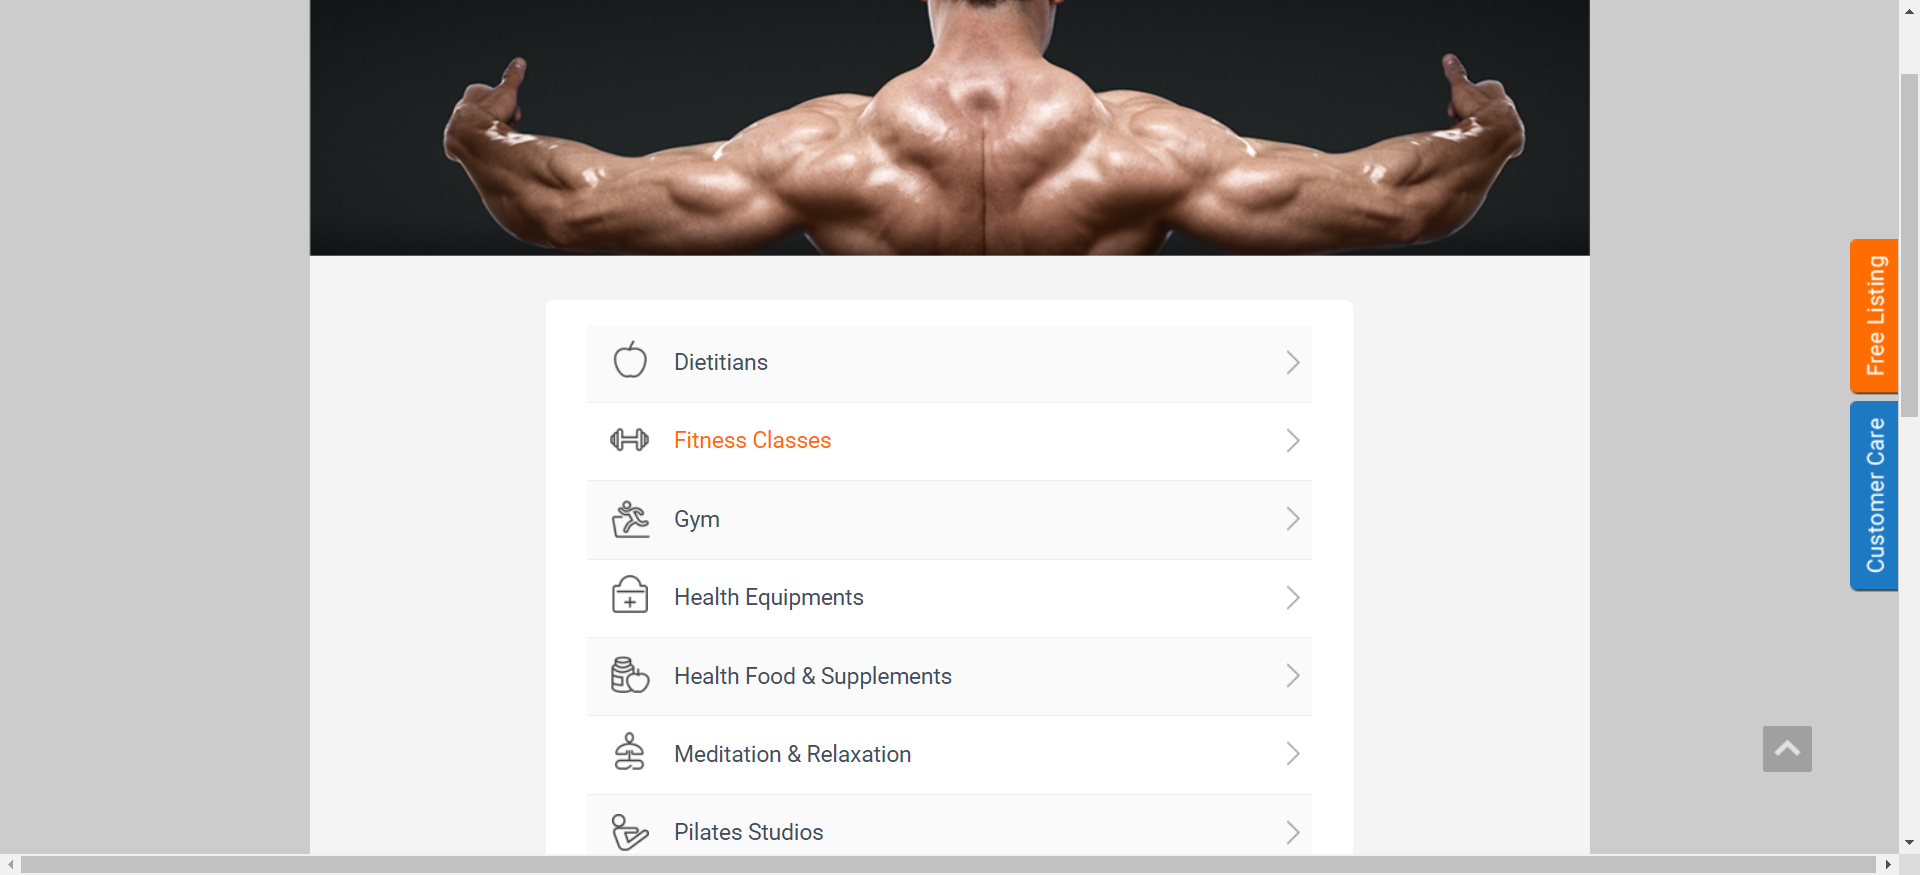 Dietitians
Fitness Classes
Gym
Health Equipments
Health Food & Supplements
Meditation & Relaxation
Pilates Studios
Free Listing
Customer Care